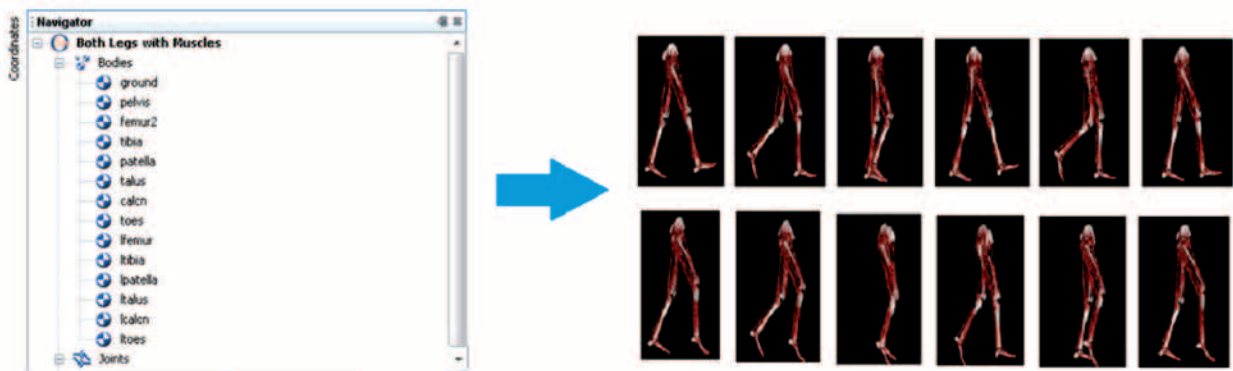 Coordinates
Navigator
Both Legs with Muscles
Bodies
ground
pelvis
femur2
tibia
patella
talus
calcn
toes
lfemur
ltibia
lpatella
ltalus
lcalcn
ltoes
Joints